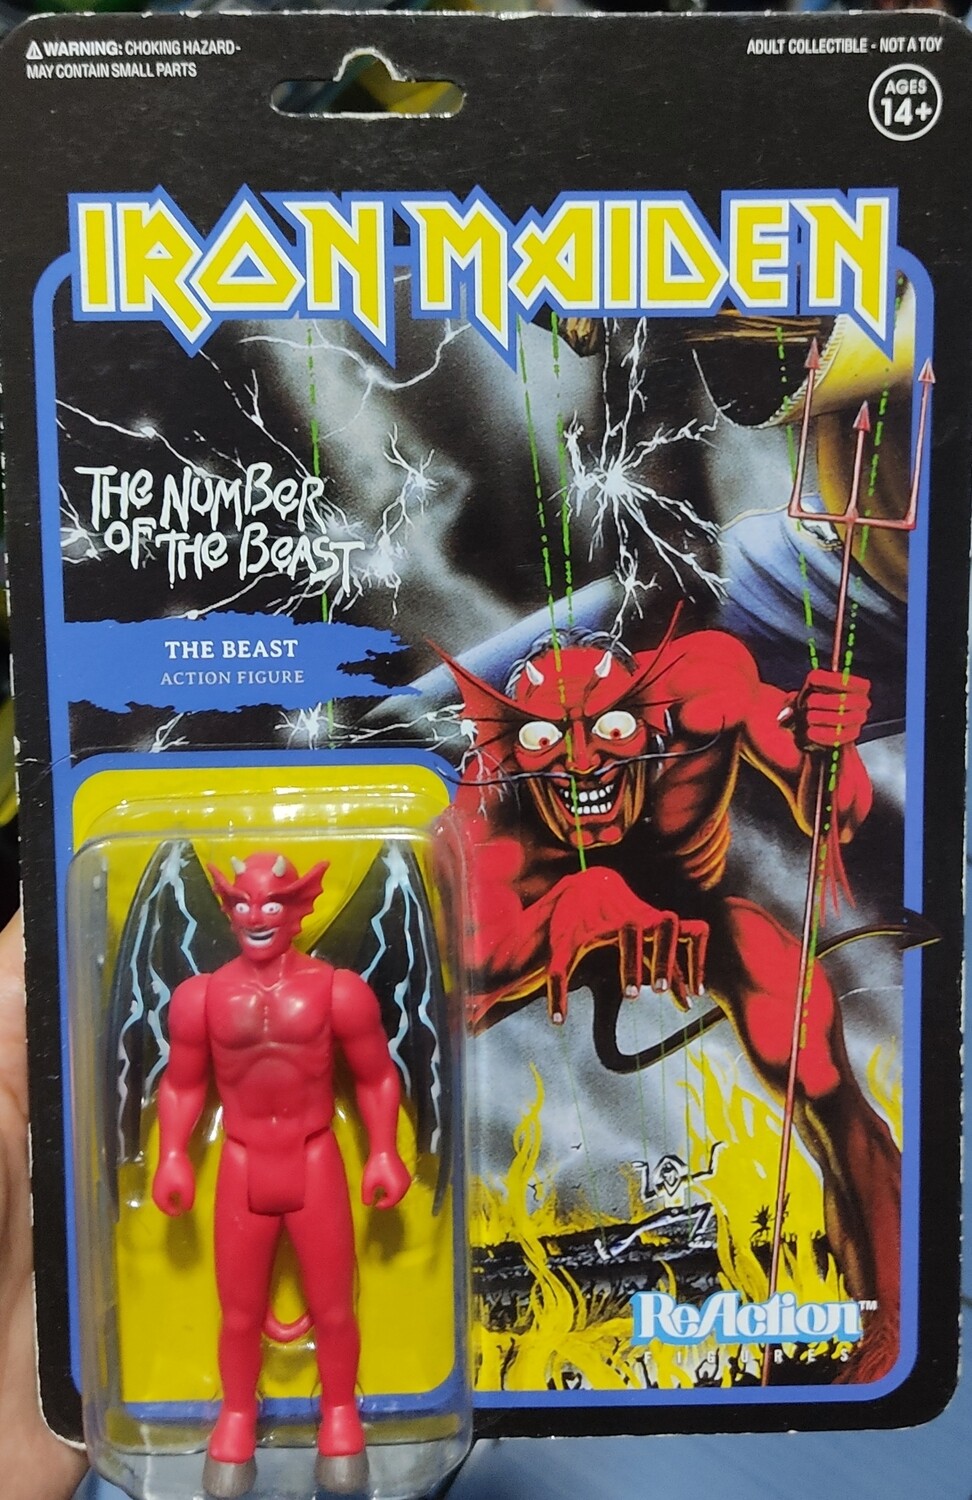 ⚠WARNING: CHOKING HAZARD-
MAY CONTAIN SMALL PARTS
ADULT COLLECTIBLE - NOT A TOY
AGES
14+
IRON MAIDEN
THE NUMBER
OF THE BEAST
THE BEAST
ACTION FIGURE
ReAction™
FIGURES